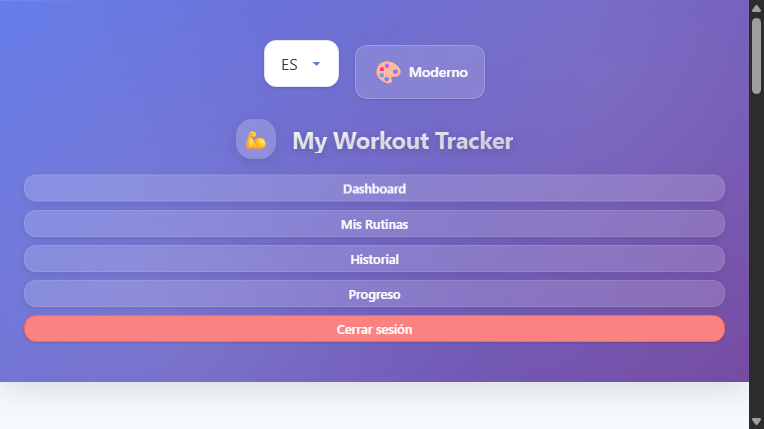 ES
Moderno
My Workout Tracker
Dashboard
Mis Rutinas
Historial
Progreso
Cerrar sesión